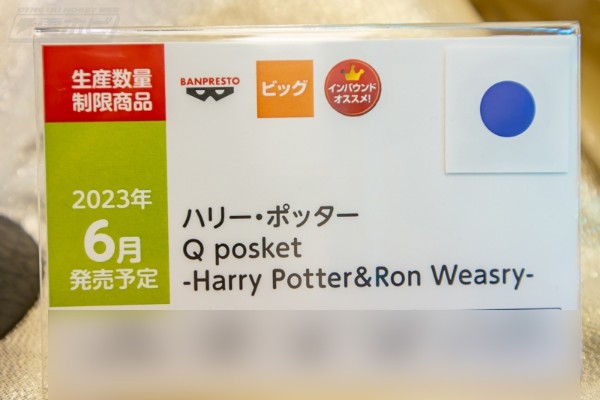 生産数量
制限商品
BANPRESTO
ビッグ
インバウンド
オススメ!
2023年
6月
発売予定
ハリー・ポッター
Q posket
-Harry Potter&Ron Weasry-